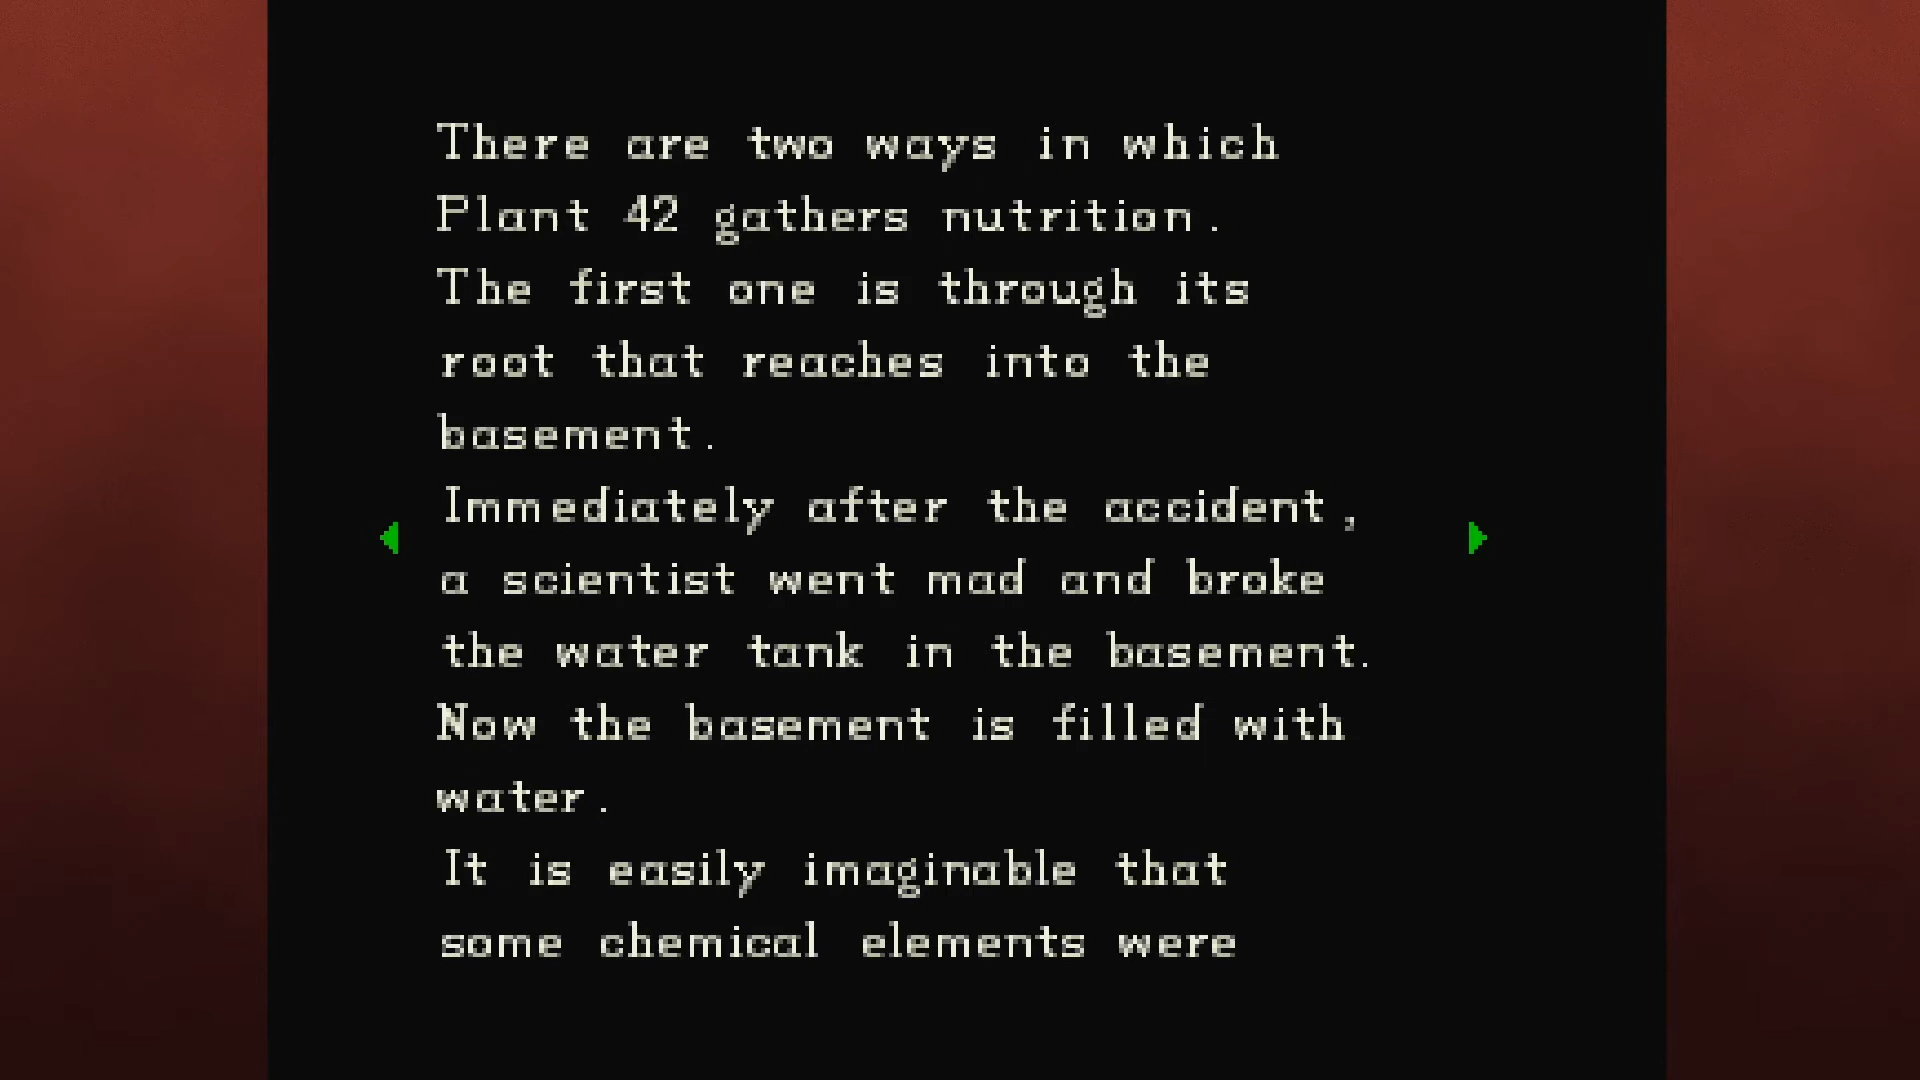 There are two ways in which
Plant 42 gathers nutrition.
The first one is through its
root that reaches into the
basement.
Immediately after the accident,
a scientist went mad and broke
the water tank in the basement.
Now the basement is filled with
water.
It is easily imaginable that
some chemical elements were